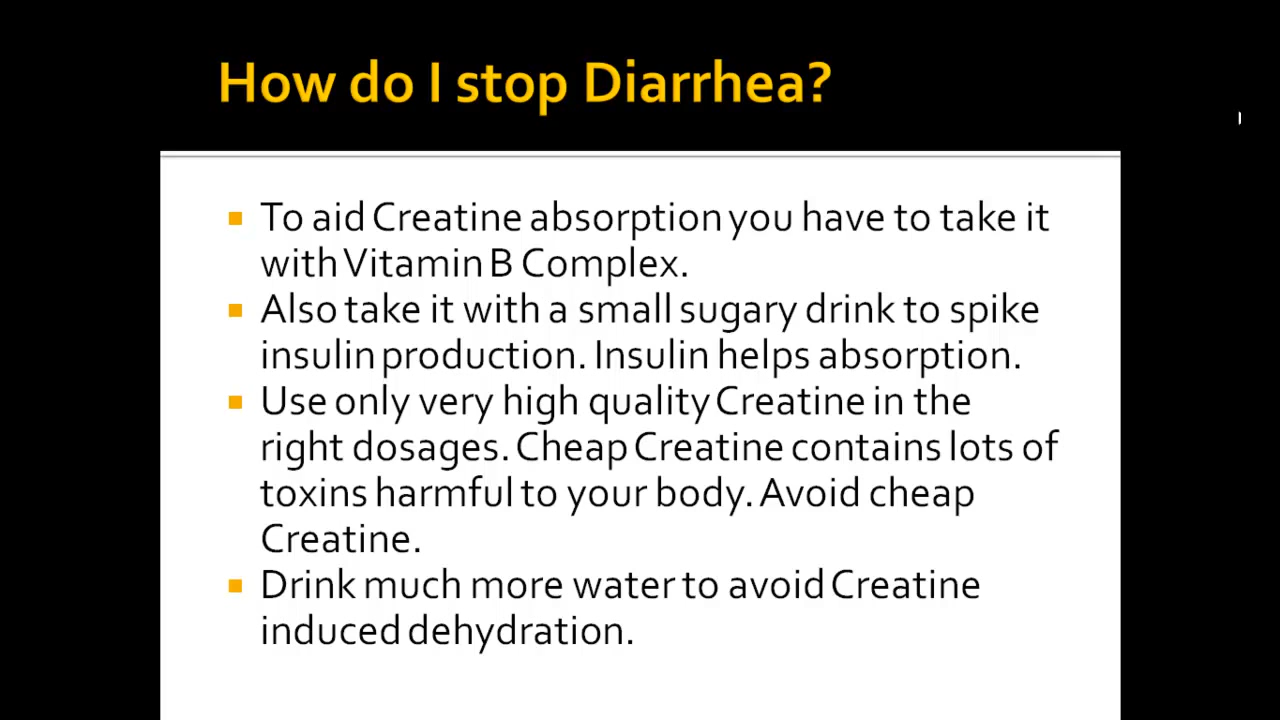 How do I stop Diarrhea?
To aid Creatine absorption you have to take it
with Vitamin B Complex.
Also take it with a small sugary drink to spike
insulin production. Insulin helps absorption.
Use only very high quality Creatine in the
right dosages. Cheap Creatine contains lots of
toxins harmful to your body. Avoid cheap
Creatine.
Drink much more water to avoid Creatine
induced dehydration.